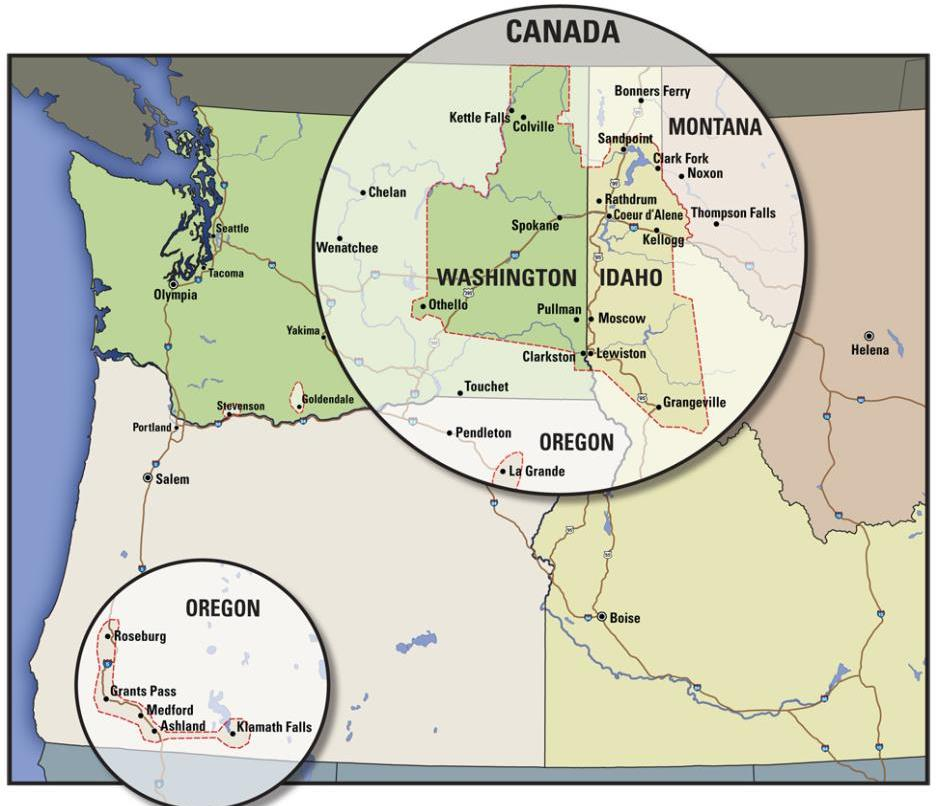 CANADA
Bonners Ferry
Kettle Falls
Colville
MONTANA
Sandpoint
Clark Fork
Noxon
Chelan
Rathdrum
Coeur d'Alene
Thompson Falls
Spokane
Seattle
Kellogg
Wenatchee
Tacoma
WASHINGTON
IDAHO
Olympia
Othello
395
Pullman
Moscow
Yakima
Helena
Clarkston
Lewiston
Touchet
Goldendale
Stevenson
Grangeville
Portland
Pendleton
OREGON
La Grande
Salem
OREGON
Boise
Roseburg
Grants Pass
Medford
Ashland
Klamath Falls